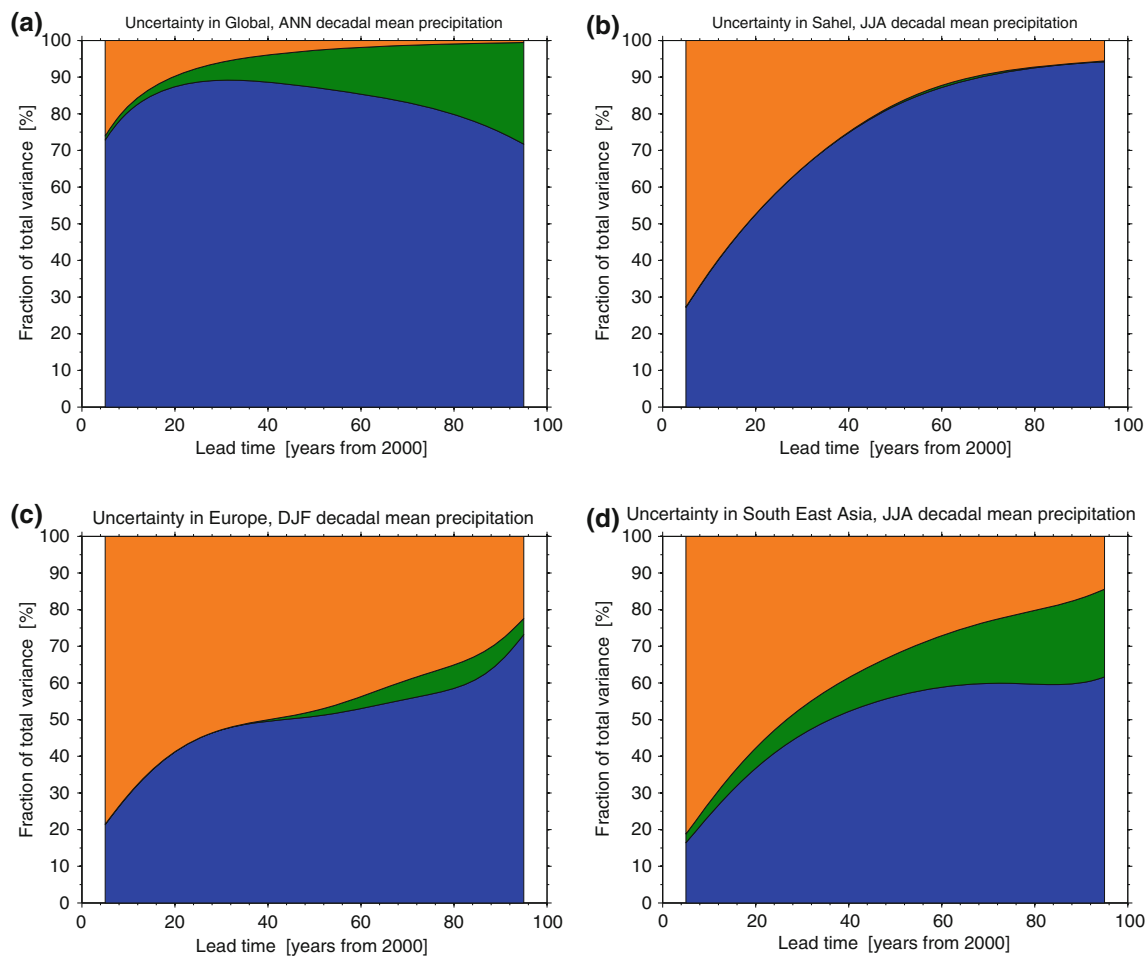 (a)
Uncertainty in Global, ANN decadal mean precipitation
100
90
80
70
60
50
40
30
20
10
0
Fraction of total variance [%]
0 20 40 60 80 100
Lead time [years from 2000]
(b)
Uncertainty in Sahel, JJA decadal mean precipitation
100
90
80
70
60
50
40
30
20
10
0
Fraction of total variance [%]
0 20 40 60 80 100
Lead time [years from 2000]
(c)
Uncertainty in Europe, DJF decadal mean precipitation
100
90
80
70
60
50
40
30
20
10
0
Fraction of total variance [%]
0 20 40 60 80 100
Lead time [years from 2000]
(d)
Uncertainty in South East Asia, JJA decadal mean precipitation
100
90
80
70
60
50
40
30
20
10
0
Fraction of total variance [%]
0 20 40 60 80 100
Lead time [years from 2000]